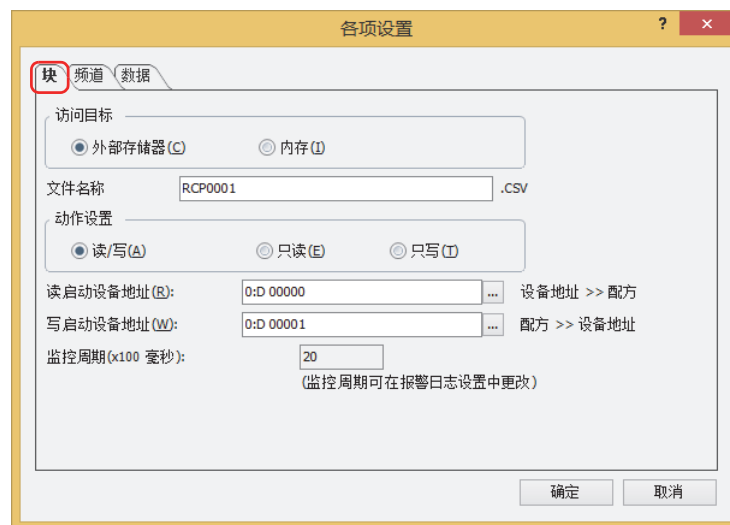 各项设置
? ×
块 频道 数据
访问目标
外部存储器(C) 内存(I)
文件名称 RCP0001 .CSV
动作设置
读/写(A) 只读(E) 只写(T)
读启动设备地址(R): 0:D 00000 ... 设备地址 >> 配方
写启动设备地址(W): 0:D 00001 ... 配方 >> 设备地址
监控周期(x100 毫秒): 20
(监控周期可在报警日志设置中更改)
确定 取消